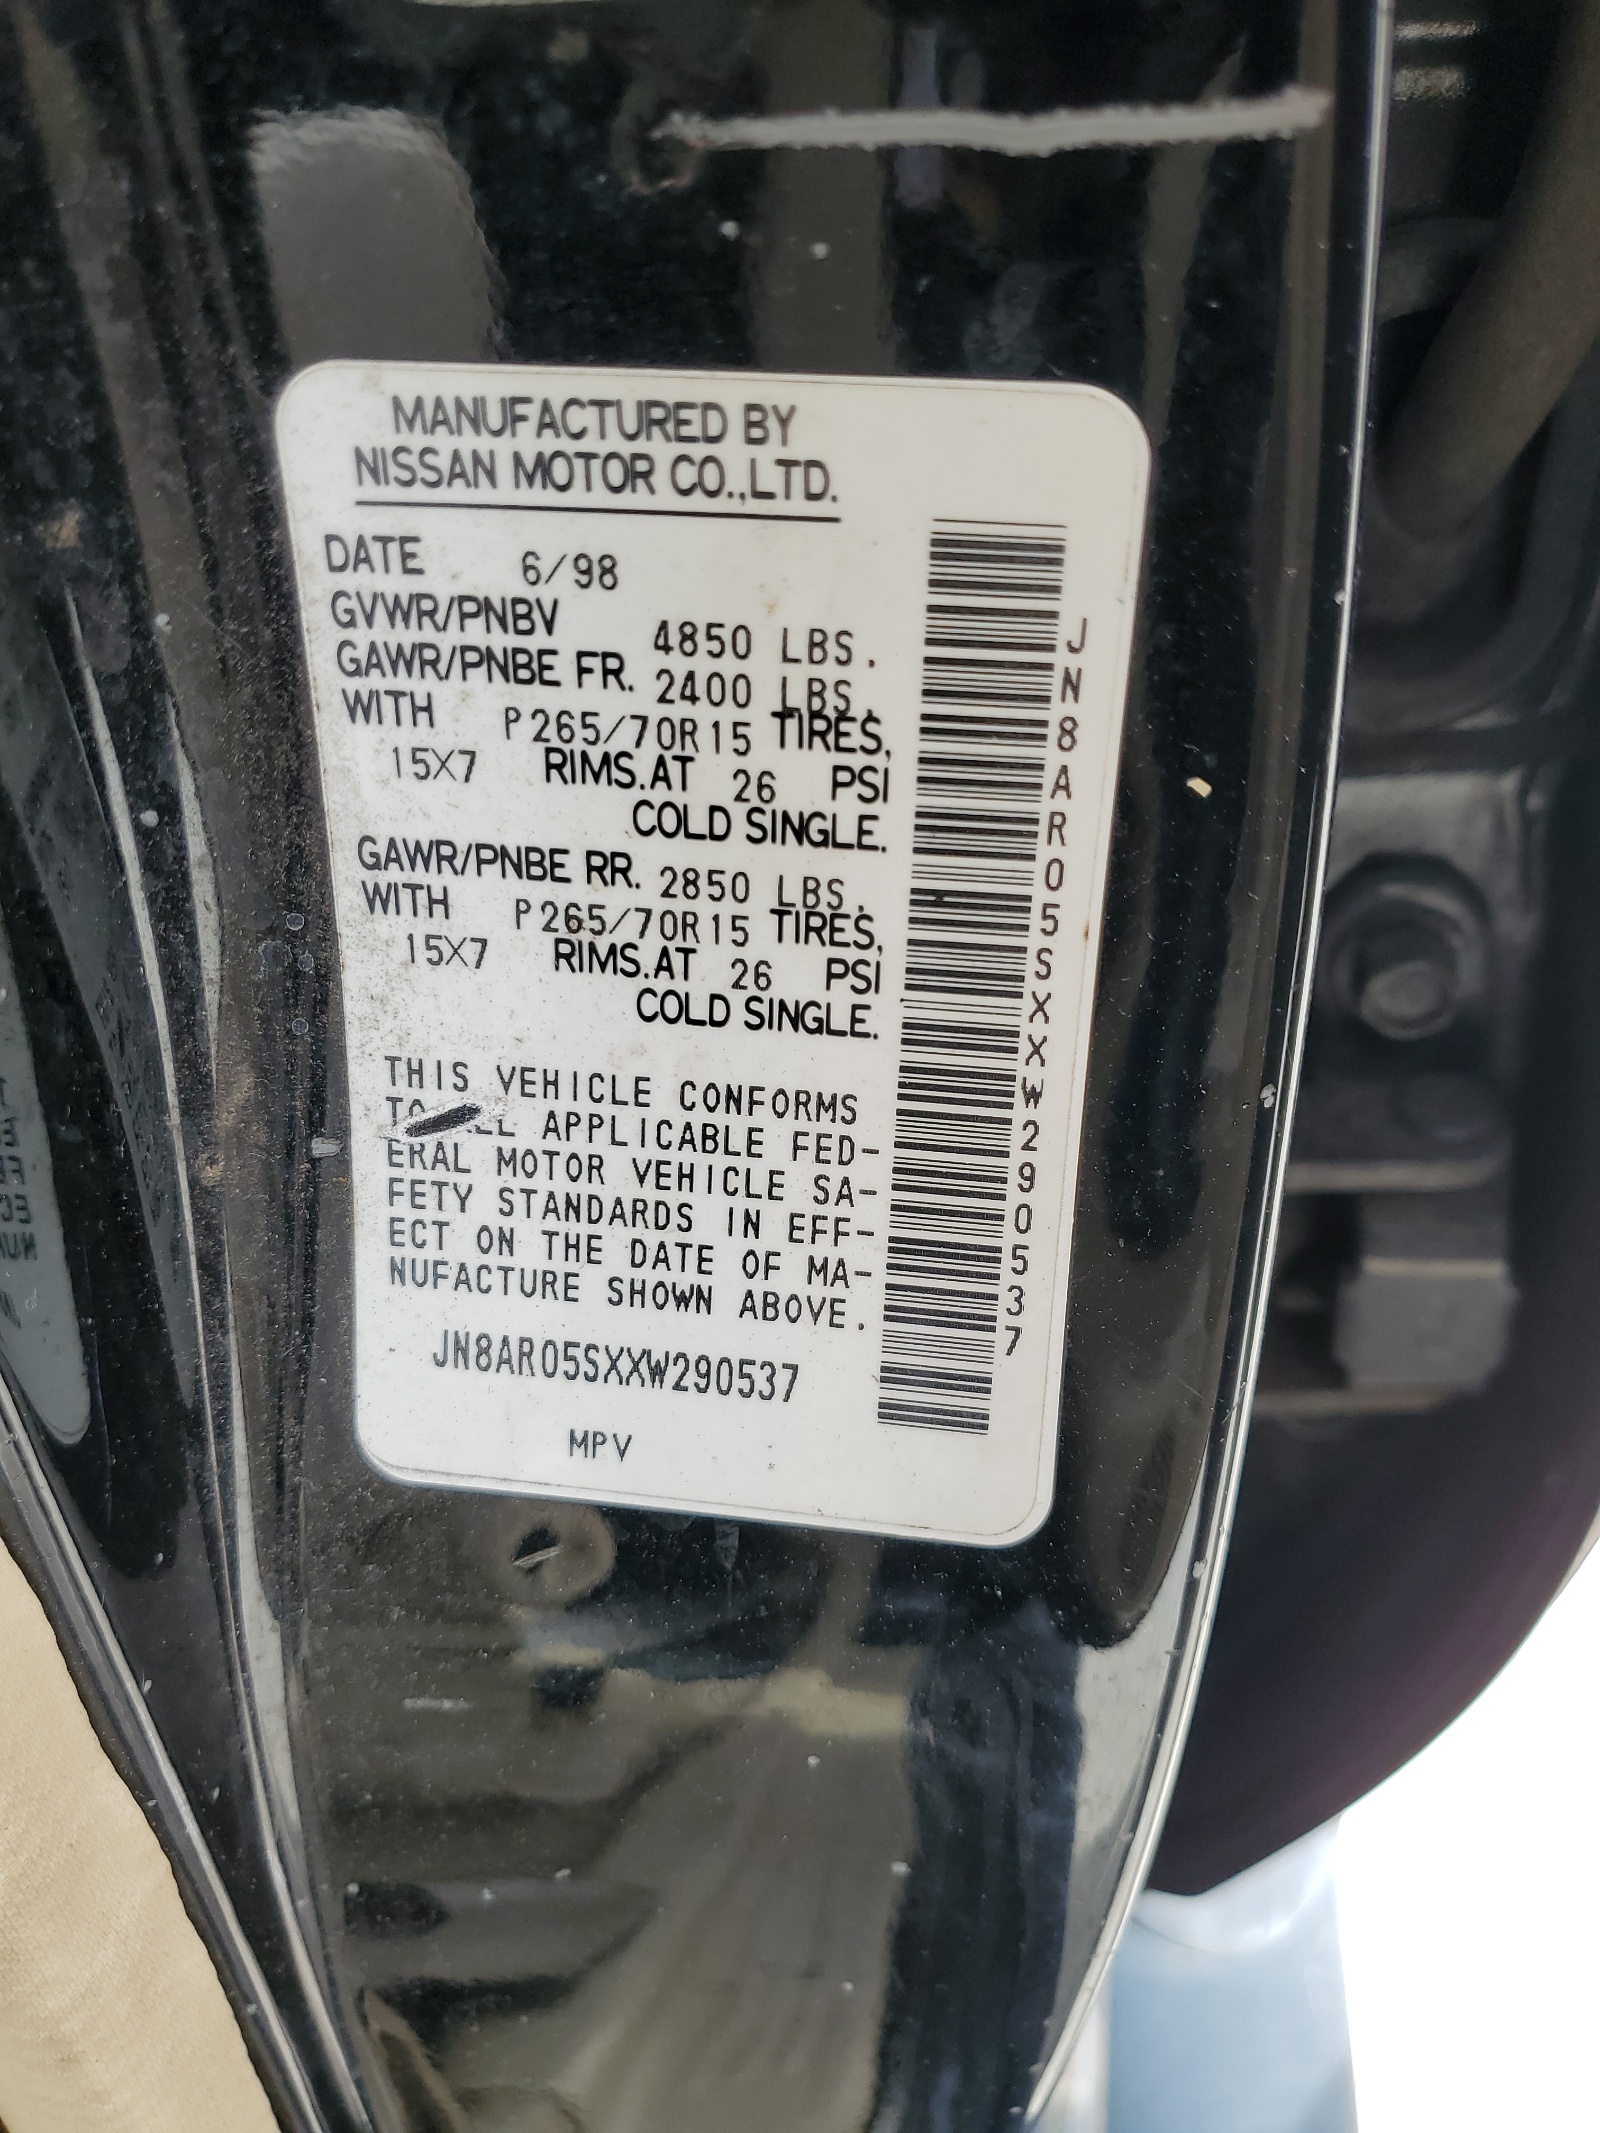 MANUFACTURED BY
NISSAN MOTOR CO.,LTD.
DATE 6/98
GVWR/PNBV 4850 LBS.
GAWR/PNBE FR. 2400 LBS.
WITH P265/70R15 TIRES,
15X7 RIMS.AT 26 PSI
COLD SINGLE.
GAWR/PNBE RR. 2850 LBS.
WITH P265/70R15 TIRES,
15X7 RIMS.AT 26 PSI
COLD SINGLE.
THIS VEHICLE CONFORMS
APPLICABLE FED-
ERAL MOTOR VEHICLE SA-
FETY STANDARDS IN EFF-
ECT ON THE DATE OF MA-
NUFACTURE SHOWN ABOVE.
JN8AR05SXXW290537
MPV
JN8AR05SXXW290537